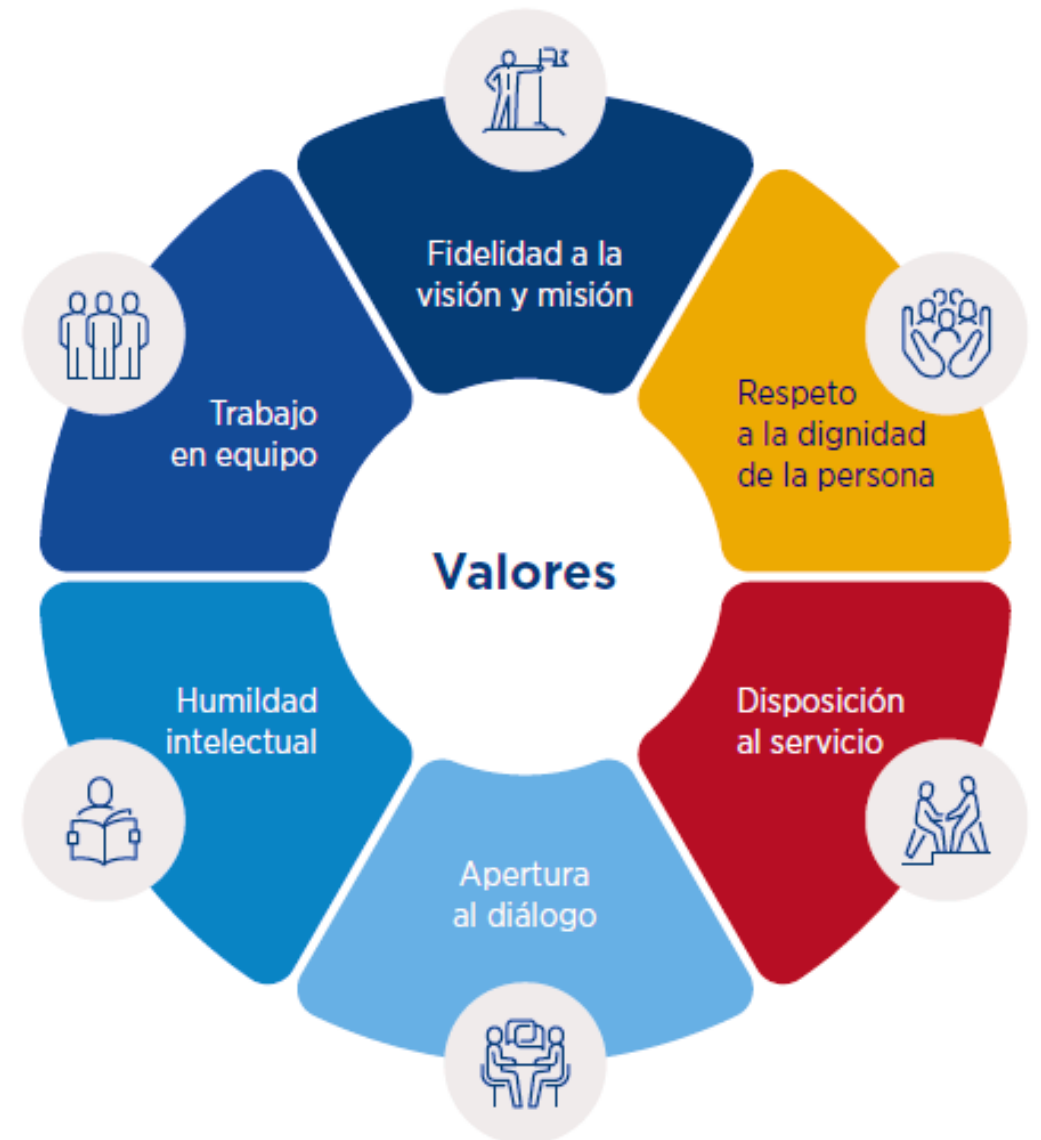 Fidelidad a la
visión y misión
Respeto
a la dignidad
de la persona
Disposición
al servicio
Apertura
al diálogo
Humildad
intelectual
Trabajo
en equipo
Valores